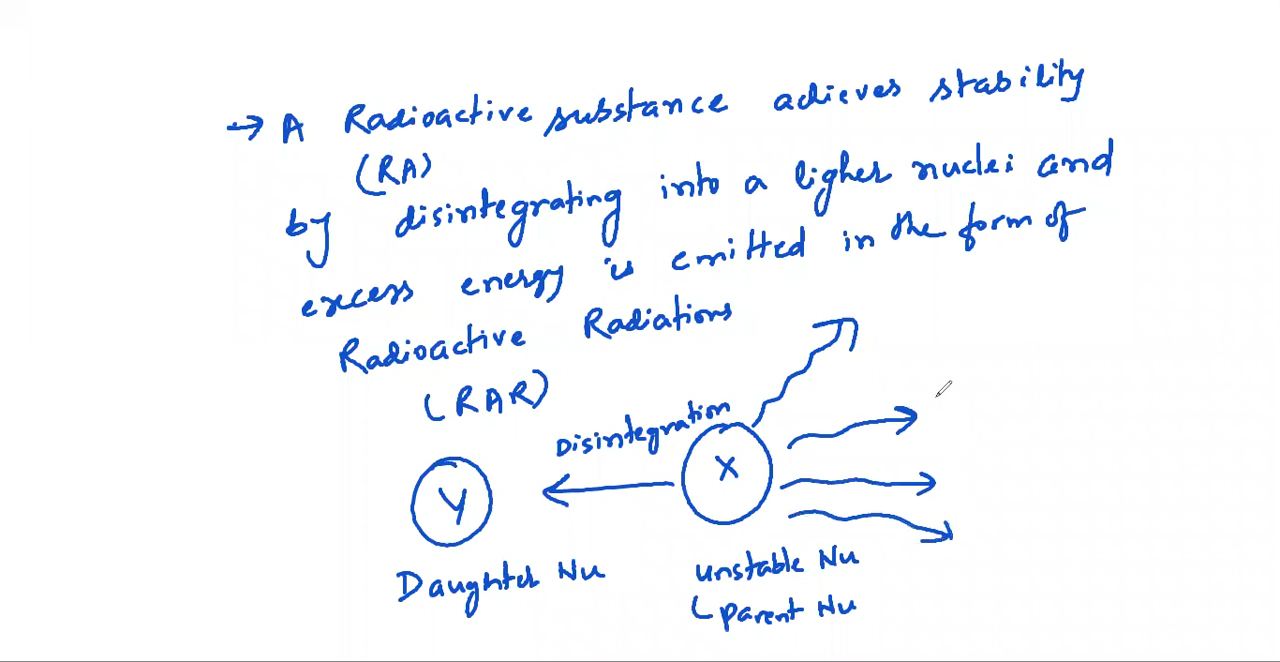 → A Radioactive substance achieves stability
(RA)
by disintegrating into a ligher nuclei and
excess energy is emitted in the form of
Radioactive Radiations
(RAR)
Disintegration
X
Y
Daughter Nu
unstable Nu
(parent Nu